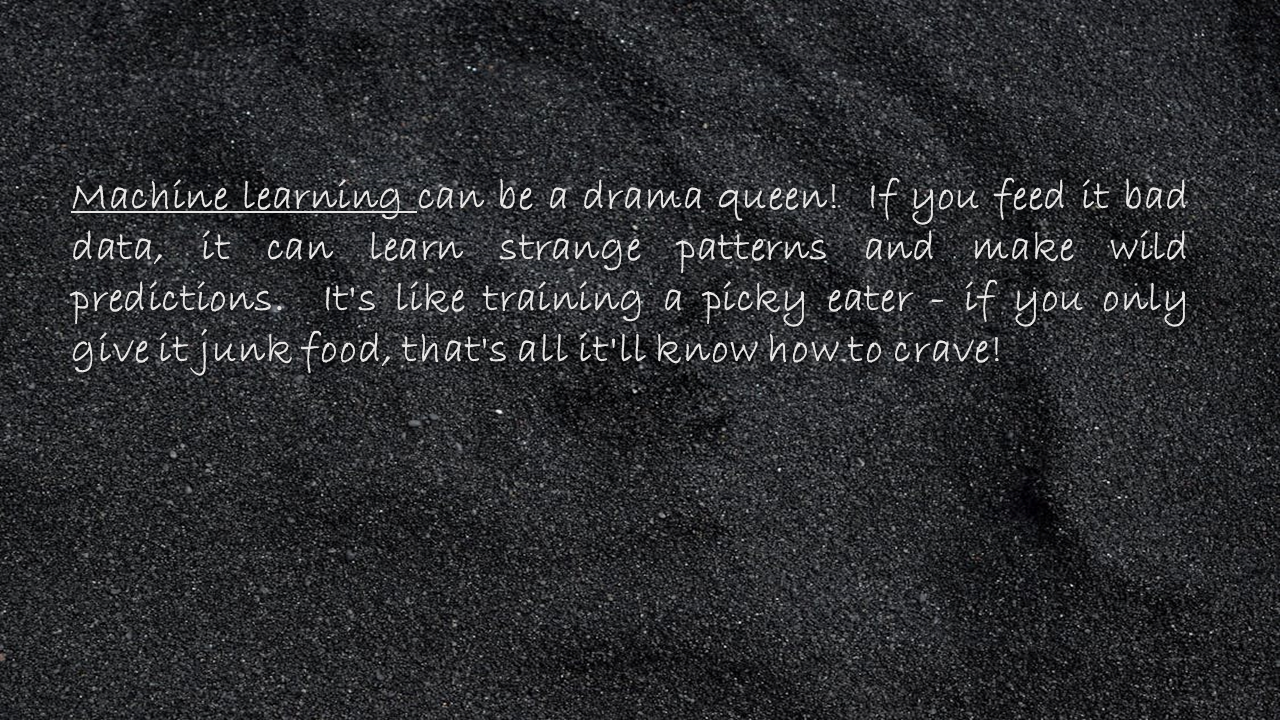 Machine learning can be a drama queen!  If you feed it bad
data, it can learn strange patterns and make wild
predictions.  It's like training a picky eater - if you only
give it junk food, that's all it'll know how to crave!